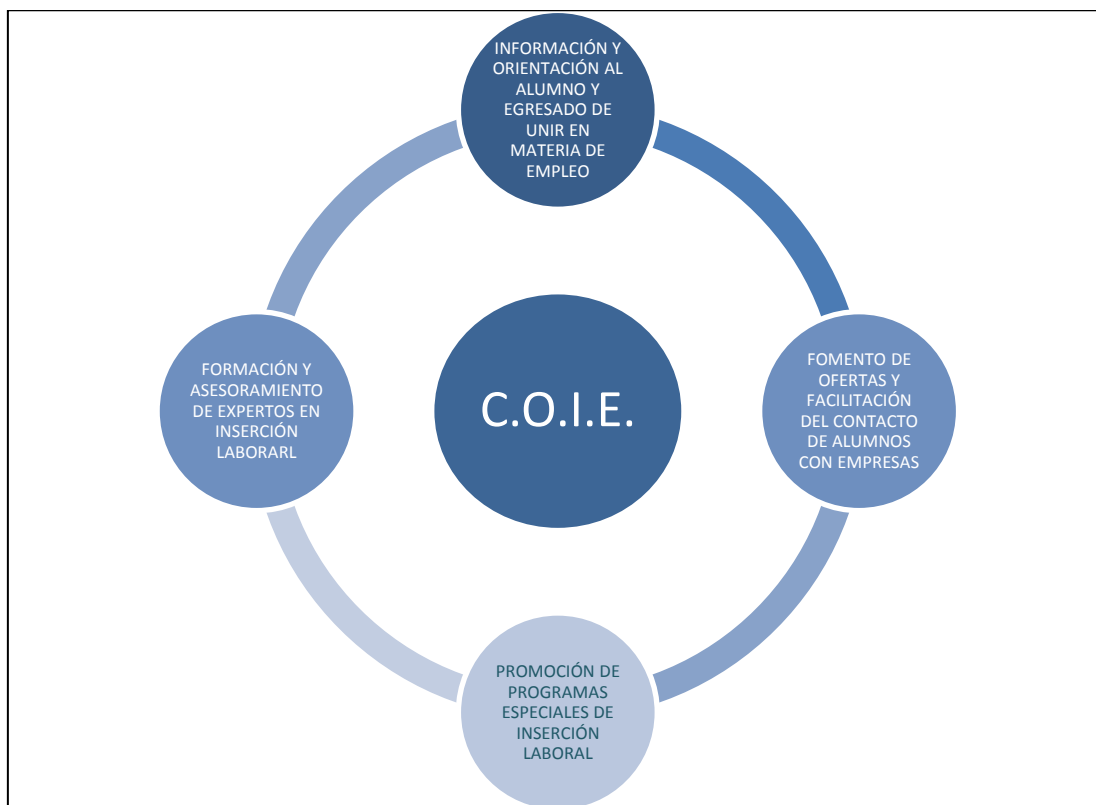 INFORMACIÓN Y
ORIENTACIÓN AL
ALUMNO Y
EGRESADO DE
UNIR EN
MATERIA DE
EMPLEO
FORMACIÓN Y
ASESORAMIENTO
DE EXPERTOS EN
INSERCIÓN
LABORARL
C.O.I.E.
FOMENTO DE
OFERTAS Y
FACILITACIÓN
DEL CONTACTO
DE ALUMNOS
CON EMPRESAS
PROMOCIÓN DE
PROGRAMAS
ESPECIALES DE
INSERCIÓN
LABORAL